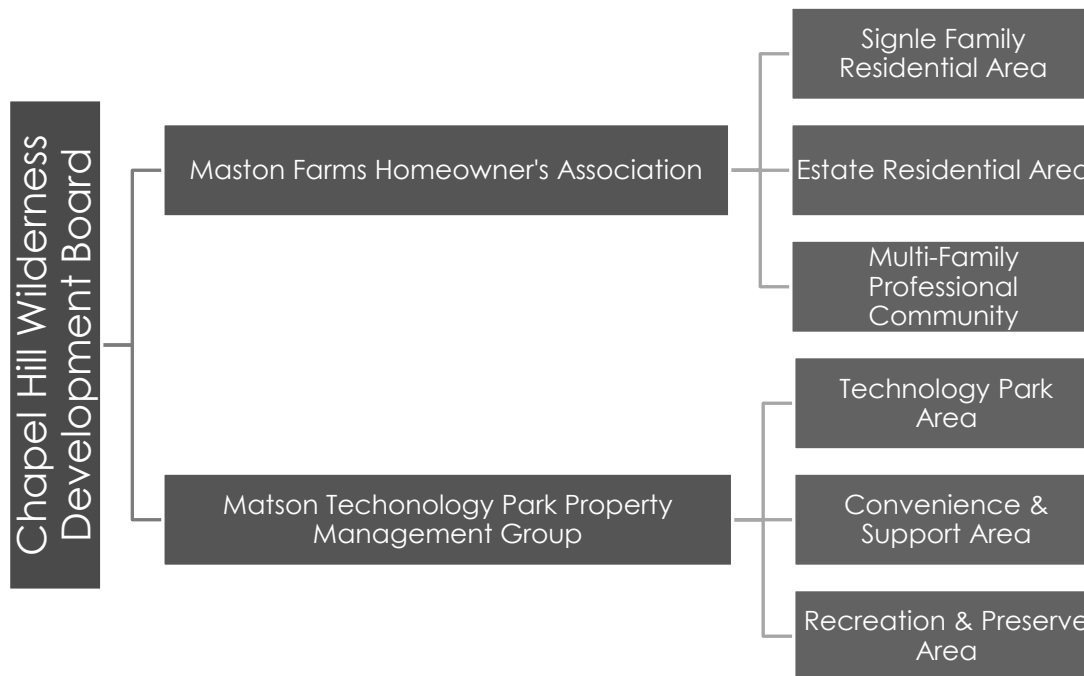 Chapel Hill Wilderness
Development Board
Maston Farms Homeowner's Association
Signle Family
Residential Area
Estate Residential Area
Multi-Family
Professional
Community
Matson Techonology Park Property
Management Group
Technology Park
Area
Convenience &
Support Area
Recreation & Preserve
Area